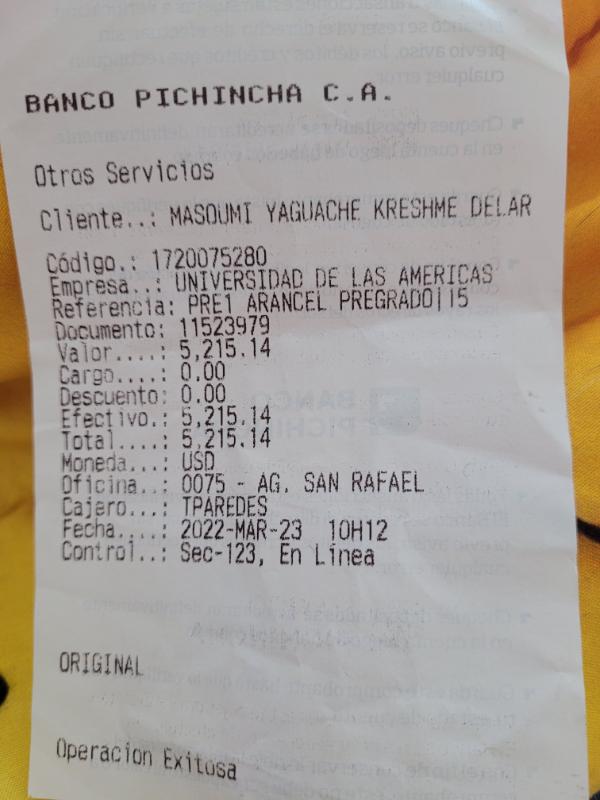 BANCO PICHINCHA C.A.
Otros Servicios
Cliente..: MASOUMI YAGUACHE KRESHME DELAR
Código.: 1720075280
Empresa..: UNIVERSIDAD DE LAS AMERICAS
Referencia: PRE1 ARANCEL PREGRADO|15
Documento: 11523979
Valor....: 5,215.14
Cargo....: 0.00
Descuento: 0.00
Efectivo.: 5,215.14
Total....: 5,215.14
Moneda...: USD
Oficina..: 0075 - AG. SAN RAFAEL
Cajero...: TPAREDES
Fecha....: 2022-MAR-23 10H12
Control..: Sec-123, En Línea
ORIGINAL
Operacion Exitosa